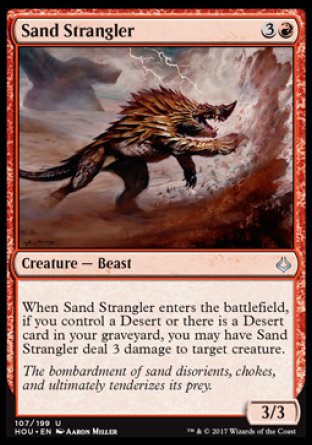 Sand Strangler 3
Creature — Beast
When Sand Strangler enters the battlefield,
if you control a Desert or there is a Desert
card in your graveyard, you may have Sand
Strangler deal 3 damage to target creature.
The bombardment of sand disorients, chokes,
and ultimately tenderizes its prey.
3/3
107/199 U
HOU • EN Aaron Miller ™ & © 2017 Wizards of the Coast